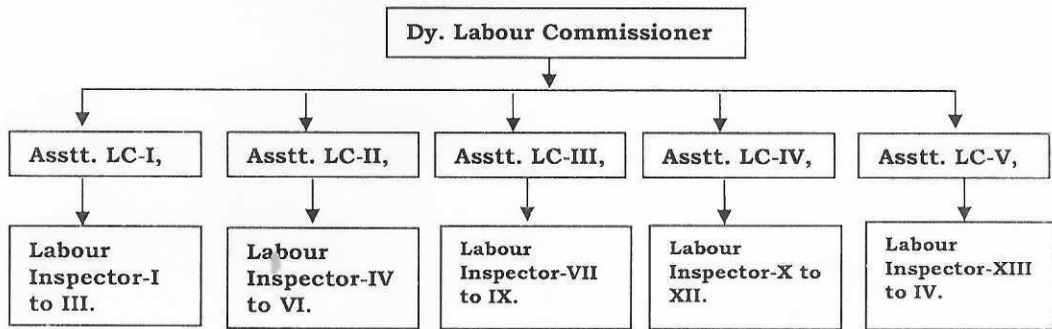 Dy. Labour Commissioner
Asstt. LC-I,
Asstt. LC-II,
Asstt. LC-III,
Asstt. LC-IV,
Asstt. LC-V,
Labour
Inspector-I
to III.
Labour
Inspector-IV
to VI.
Labour
Inspector-VII
to IX.
Labour
Inspector-X to
XII.
Labour
Inspector-XIII
to IV.